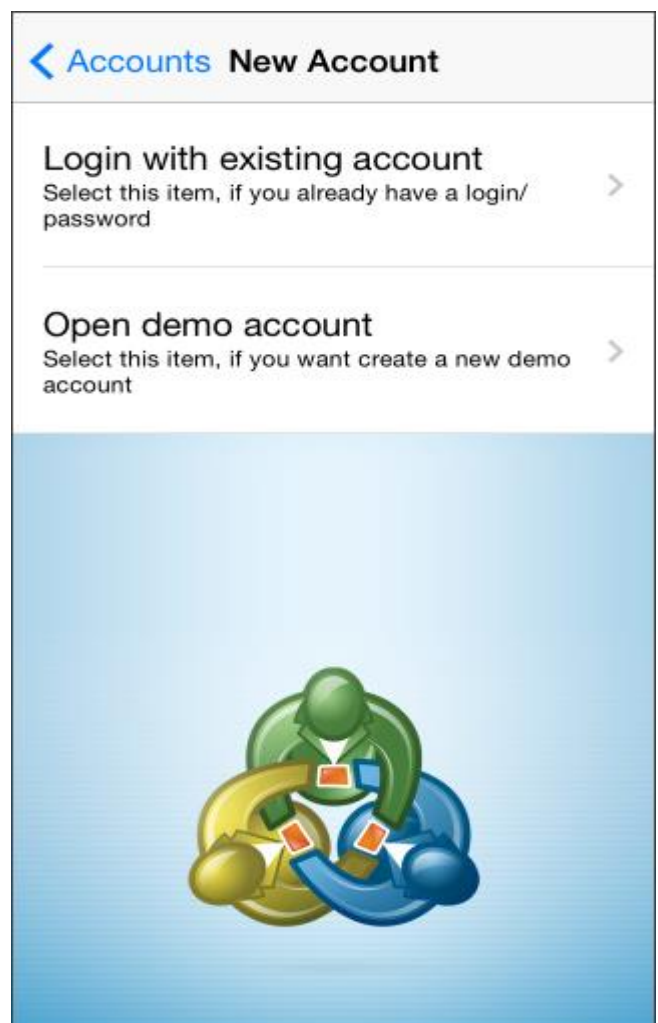 Accounts New Account
Login with existing account
Select this item, if you already have a login/
password
Open demo account
Select this item, if you want create a new demo
account